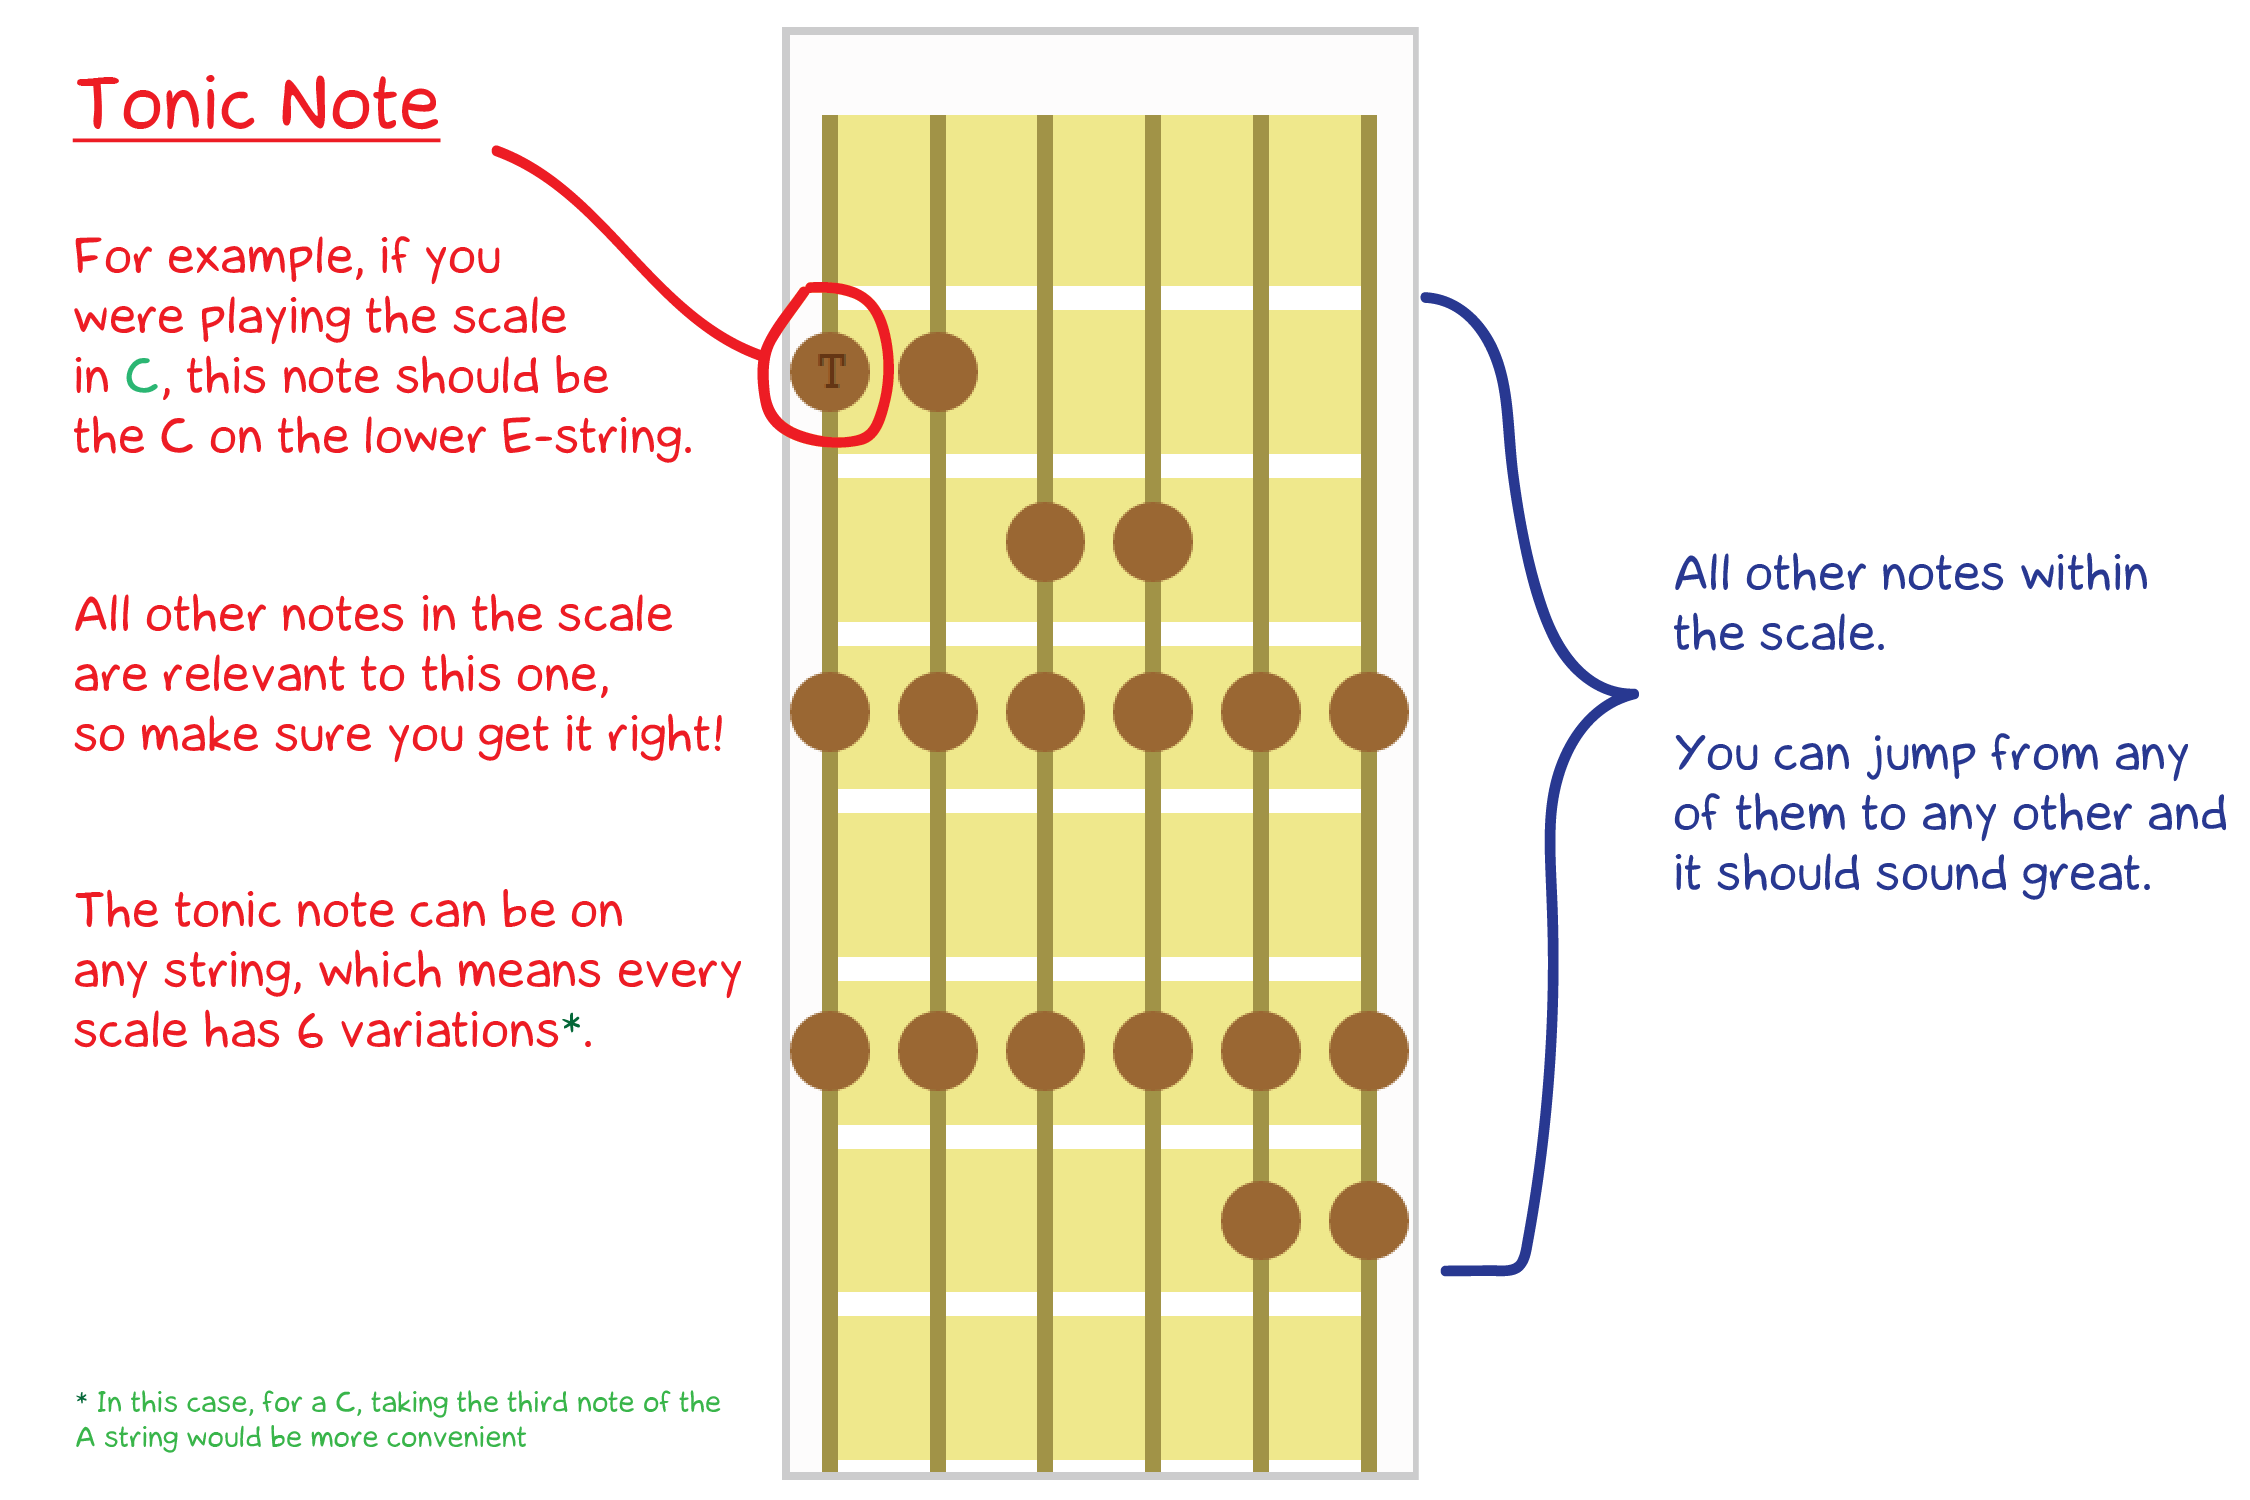 Tonic Note
For example, if you
were playing the scale
in C, this note should be
the C on the lower E-string.
All other notes in the scale
are relevant to this one,
so make sure you get it right!
The tonic note can be on
any string, which means every
scale has 6 variations*.
* In this case, for a C, taking the third note of the
A string would be more convenient
T
All other notes within
the scale.
You can jump from any
of them to any other and
it should sound great.